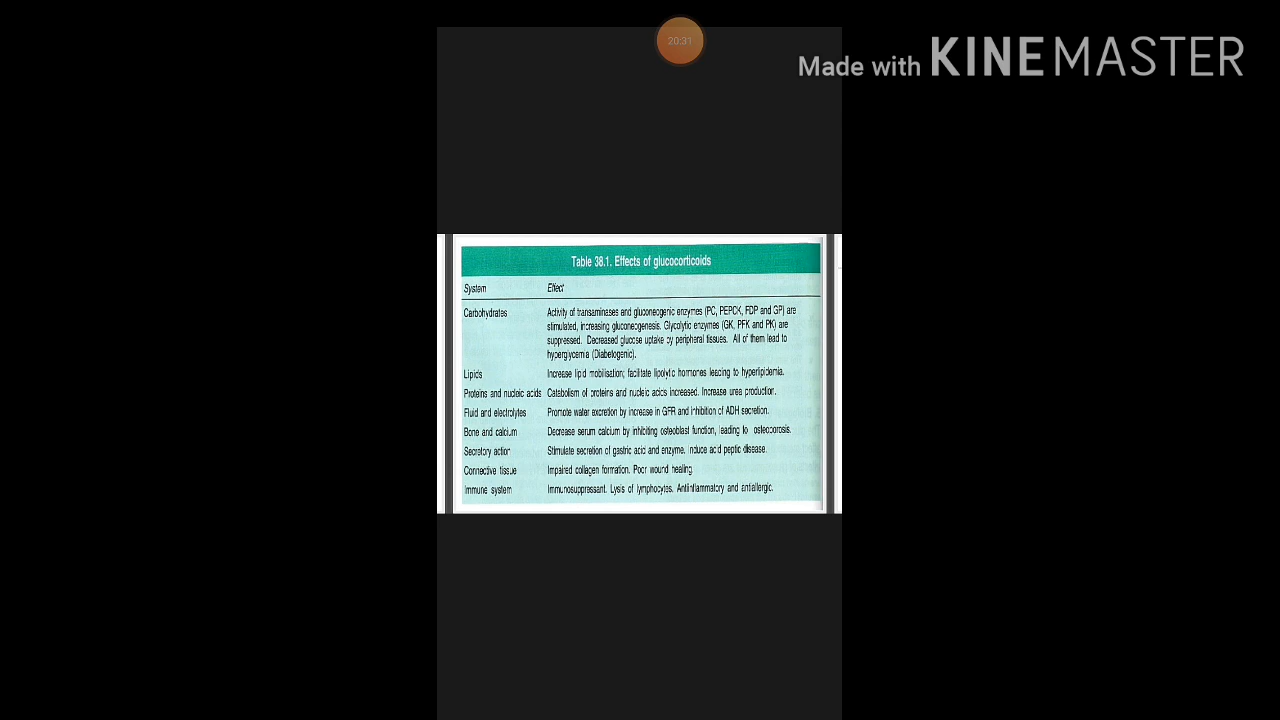 20:31
Made with KINEMASTER
Table 38.1. Effects of glucocorticoids
System Effect
Carbohydrates Activity of transaminases and gluconeogenic enzymes (PC, PEPCK, FDP and GP) are
stimulated, increasing gluconeogenesis. Glycolytic enzymes (GK, PFK and PK) are
suppressed. Decreased glucose uptake by peripheral tissues. All of them lead to
hyperglycemia (Diabetogenic).
Lipids Increase lipid mobilisation; facilitate lipolytic hormones leading to hyperlipidemia.
Proteins and nucleic acids Catabolism of proteins and nucleic acids increased. Increase urea production.
Fluid and electrolytes Promote water excretion by increase in GFR and inhibition of ADH secretion.
Bone and calcium Decrease serum calcium by inhibiting osteoblast function, leading to osteoporosis.
Secretory action Stimulate secretion of gastric acid and enzyme. Induce acid peptic disease.
Connective tissue Impaired collagen formation. Poor wound healing
Immune system Immunosuppressant. Lysis of lymphocytes. Antiinflammatory and antiallergic.